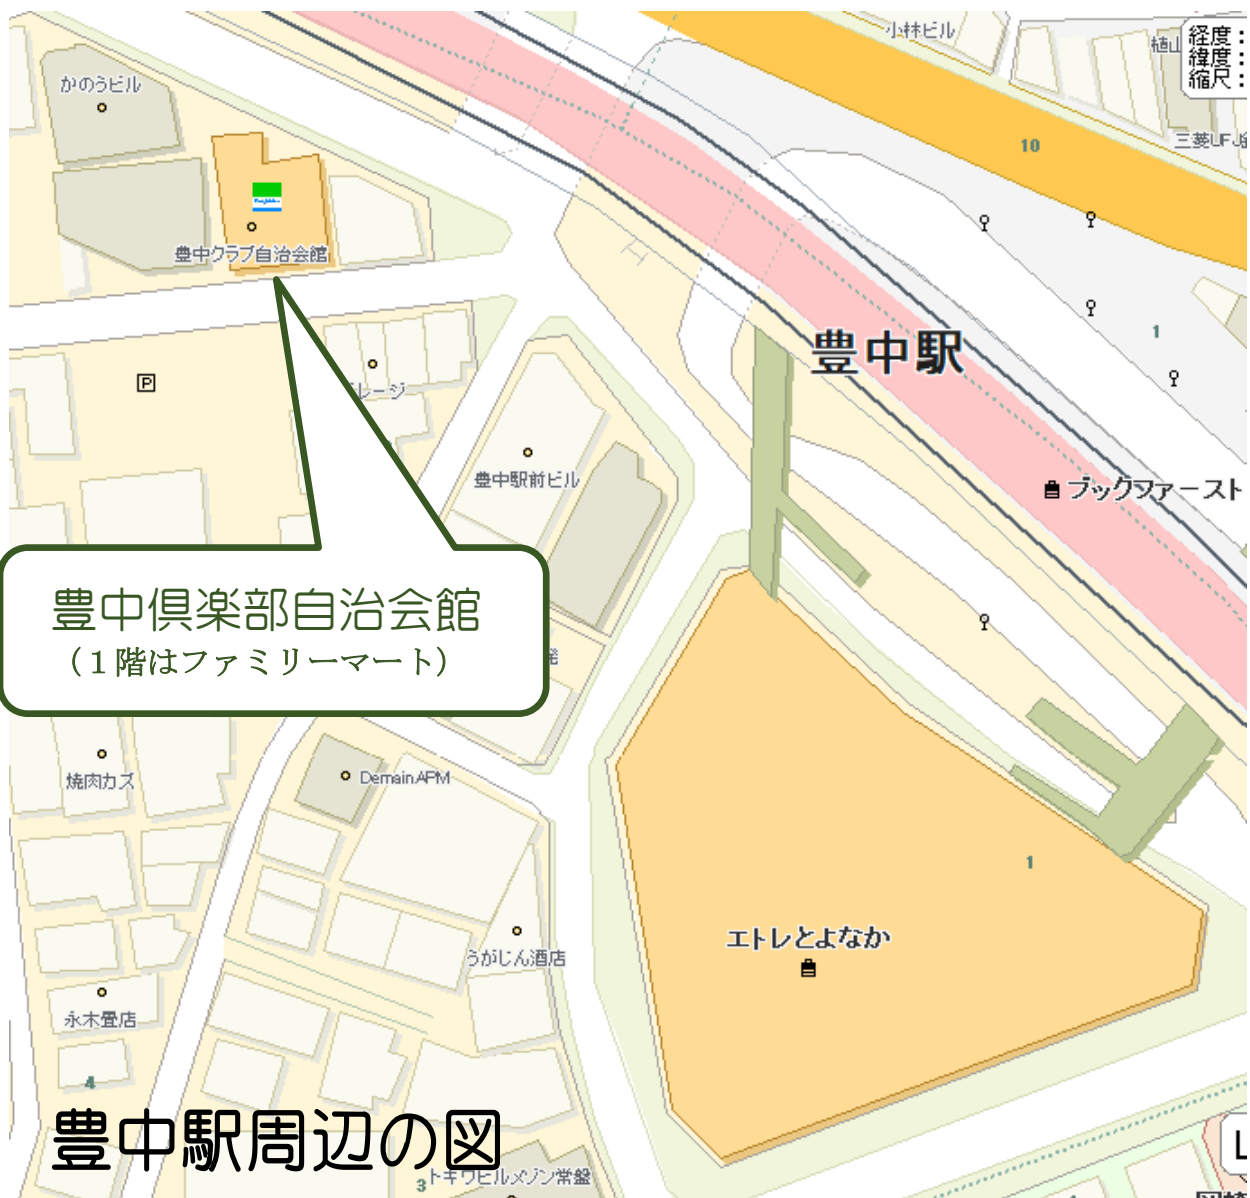 小林ビル
植山
経度：
緯度：
縮尺：
かのうビル
10
三菱UFJ
豊中クラブ自治会館
豊中駅
1
P
レージ
豊中駅前ビル
ブックファースト
豊中倶楽部自治会館
（１階はファミリーマート）
焼肉カズ
DemainAPM
1
エトレとよなか
うがじん酒店
永木畳店
4
豊中駅周辺の図
3
トキワヒルメゾン常盤